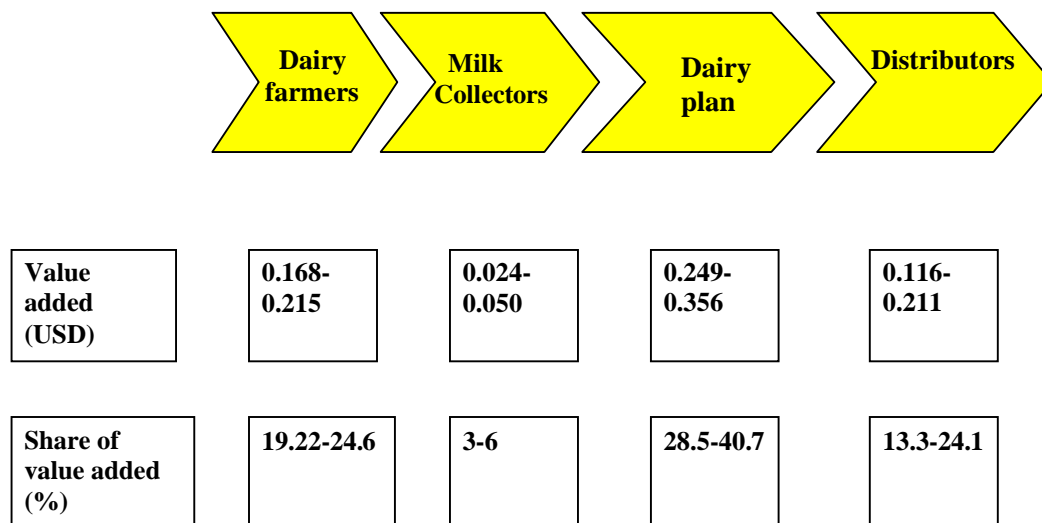 Dairy
farmers
Milk
Collectors
Dairy
plan
Distributors
Value
added
(USD)
0.168-
0.215
0.024-
0.050
0.249-
0.356
0.116-
0.211
Share of
value added
(%)
19.22-24.6
3-6
28.5-40.7
13.3-24.1